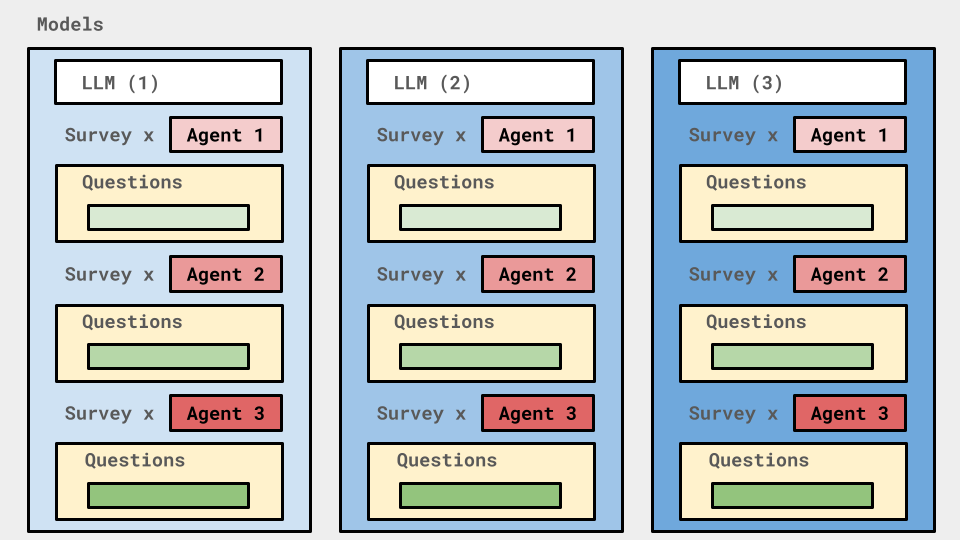 Models
LLM (1)
Survey x Agent 1
Questions
Survey x Agent 2
Questions
Survey x Agent 3
Questions
LLM (2)
Survey x Agent 1
Questions
Survey x Agent 2
Questions
Survey x Agent 3
Questions
LLM (3)
Survey x Agent 1
Questions
Survey x Agent 2
Questions
Survey x Agent 3
Questions